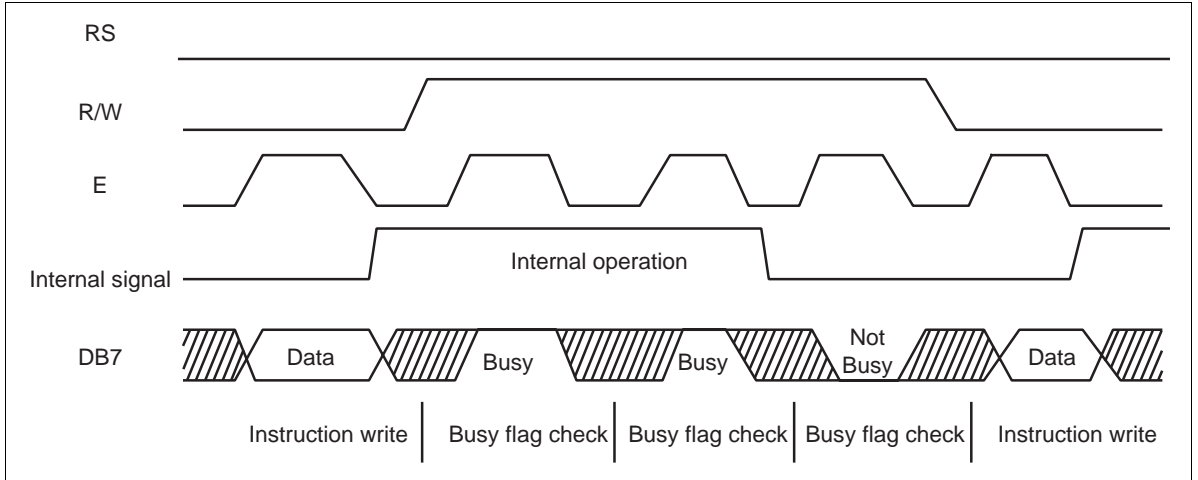 RS
R/W
E
Internal signal
Internal operation
DB7
Data
Busy
Busy
Not
Busy
Data
Instruction write
Busy flag check
Busy flag check
Busy flag check
Instruction write